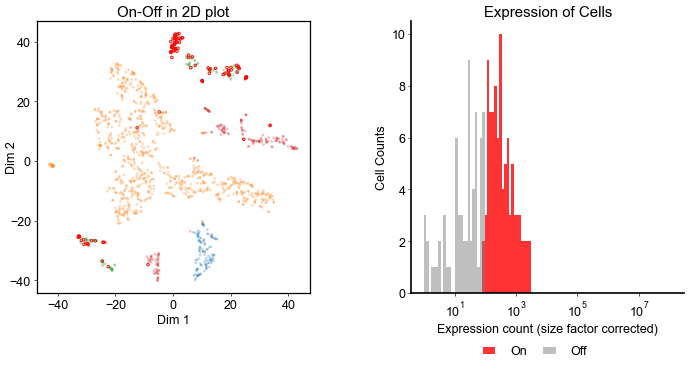 On-Off in 2D plot
Dim 2
40
20
0
−20
−40
−40 −20 0 20 40
Dim 1
Expression of Cells
Cell Counts
10
8
6
4
2
0
10^1 10^3 10^5 10^7
Expression count (size factor corrected)
On Off